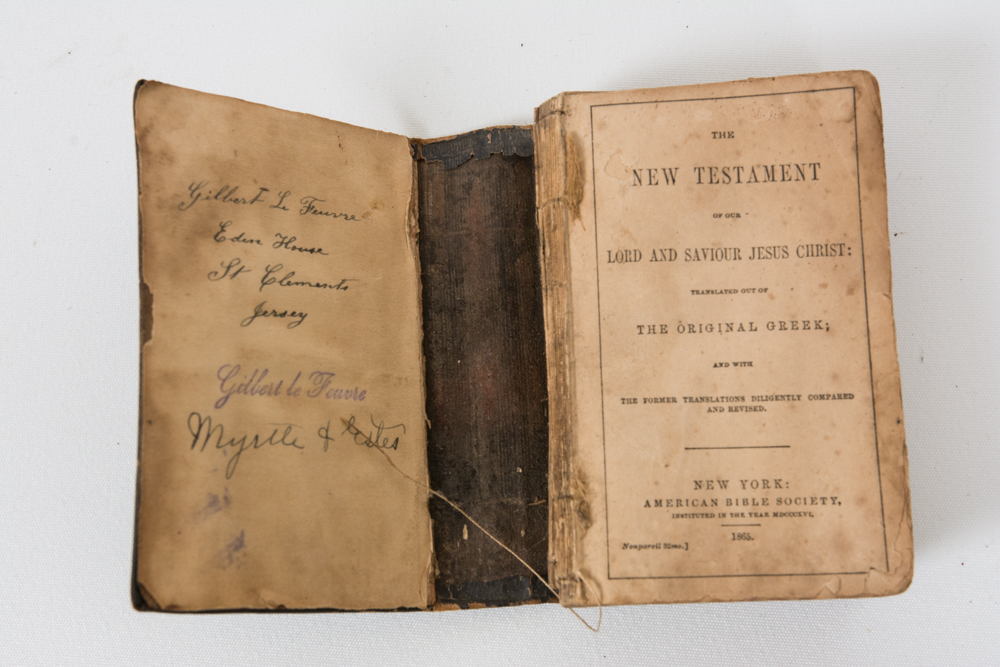 Gilbert Le Feuvre
Eden House
St Clements
Jersey
Gilbert le Feuvre
Myrtle &
THE
NEW TESTAMENT
OF OUR
LORD AND SAVIOUR JESUS CHRIST:
TRANSLATED OUT OF
THE ORIGINAL GREEK;
AND WITH
THE FORMER TRANSLATIONS DILIGENTLY COMPARED
AND REVISED.
NEW YORK:
AMERICAN BIBLE SOCIETY,
INSTITUTED IN THE YEAR MDCCCXVI.
1865.
Nonpareil 32mo.]